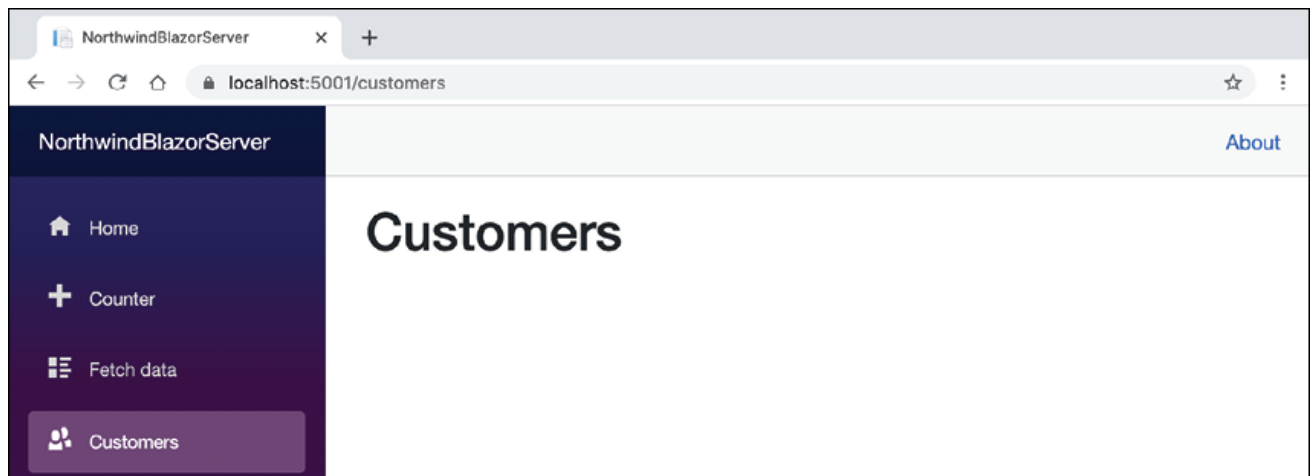 NorthwindBlazorServer
localhost:5001/customers
NorthwindBlazorServer
About
Home
Customers
Counter
Fetch data
Customers